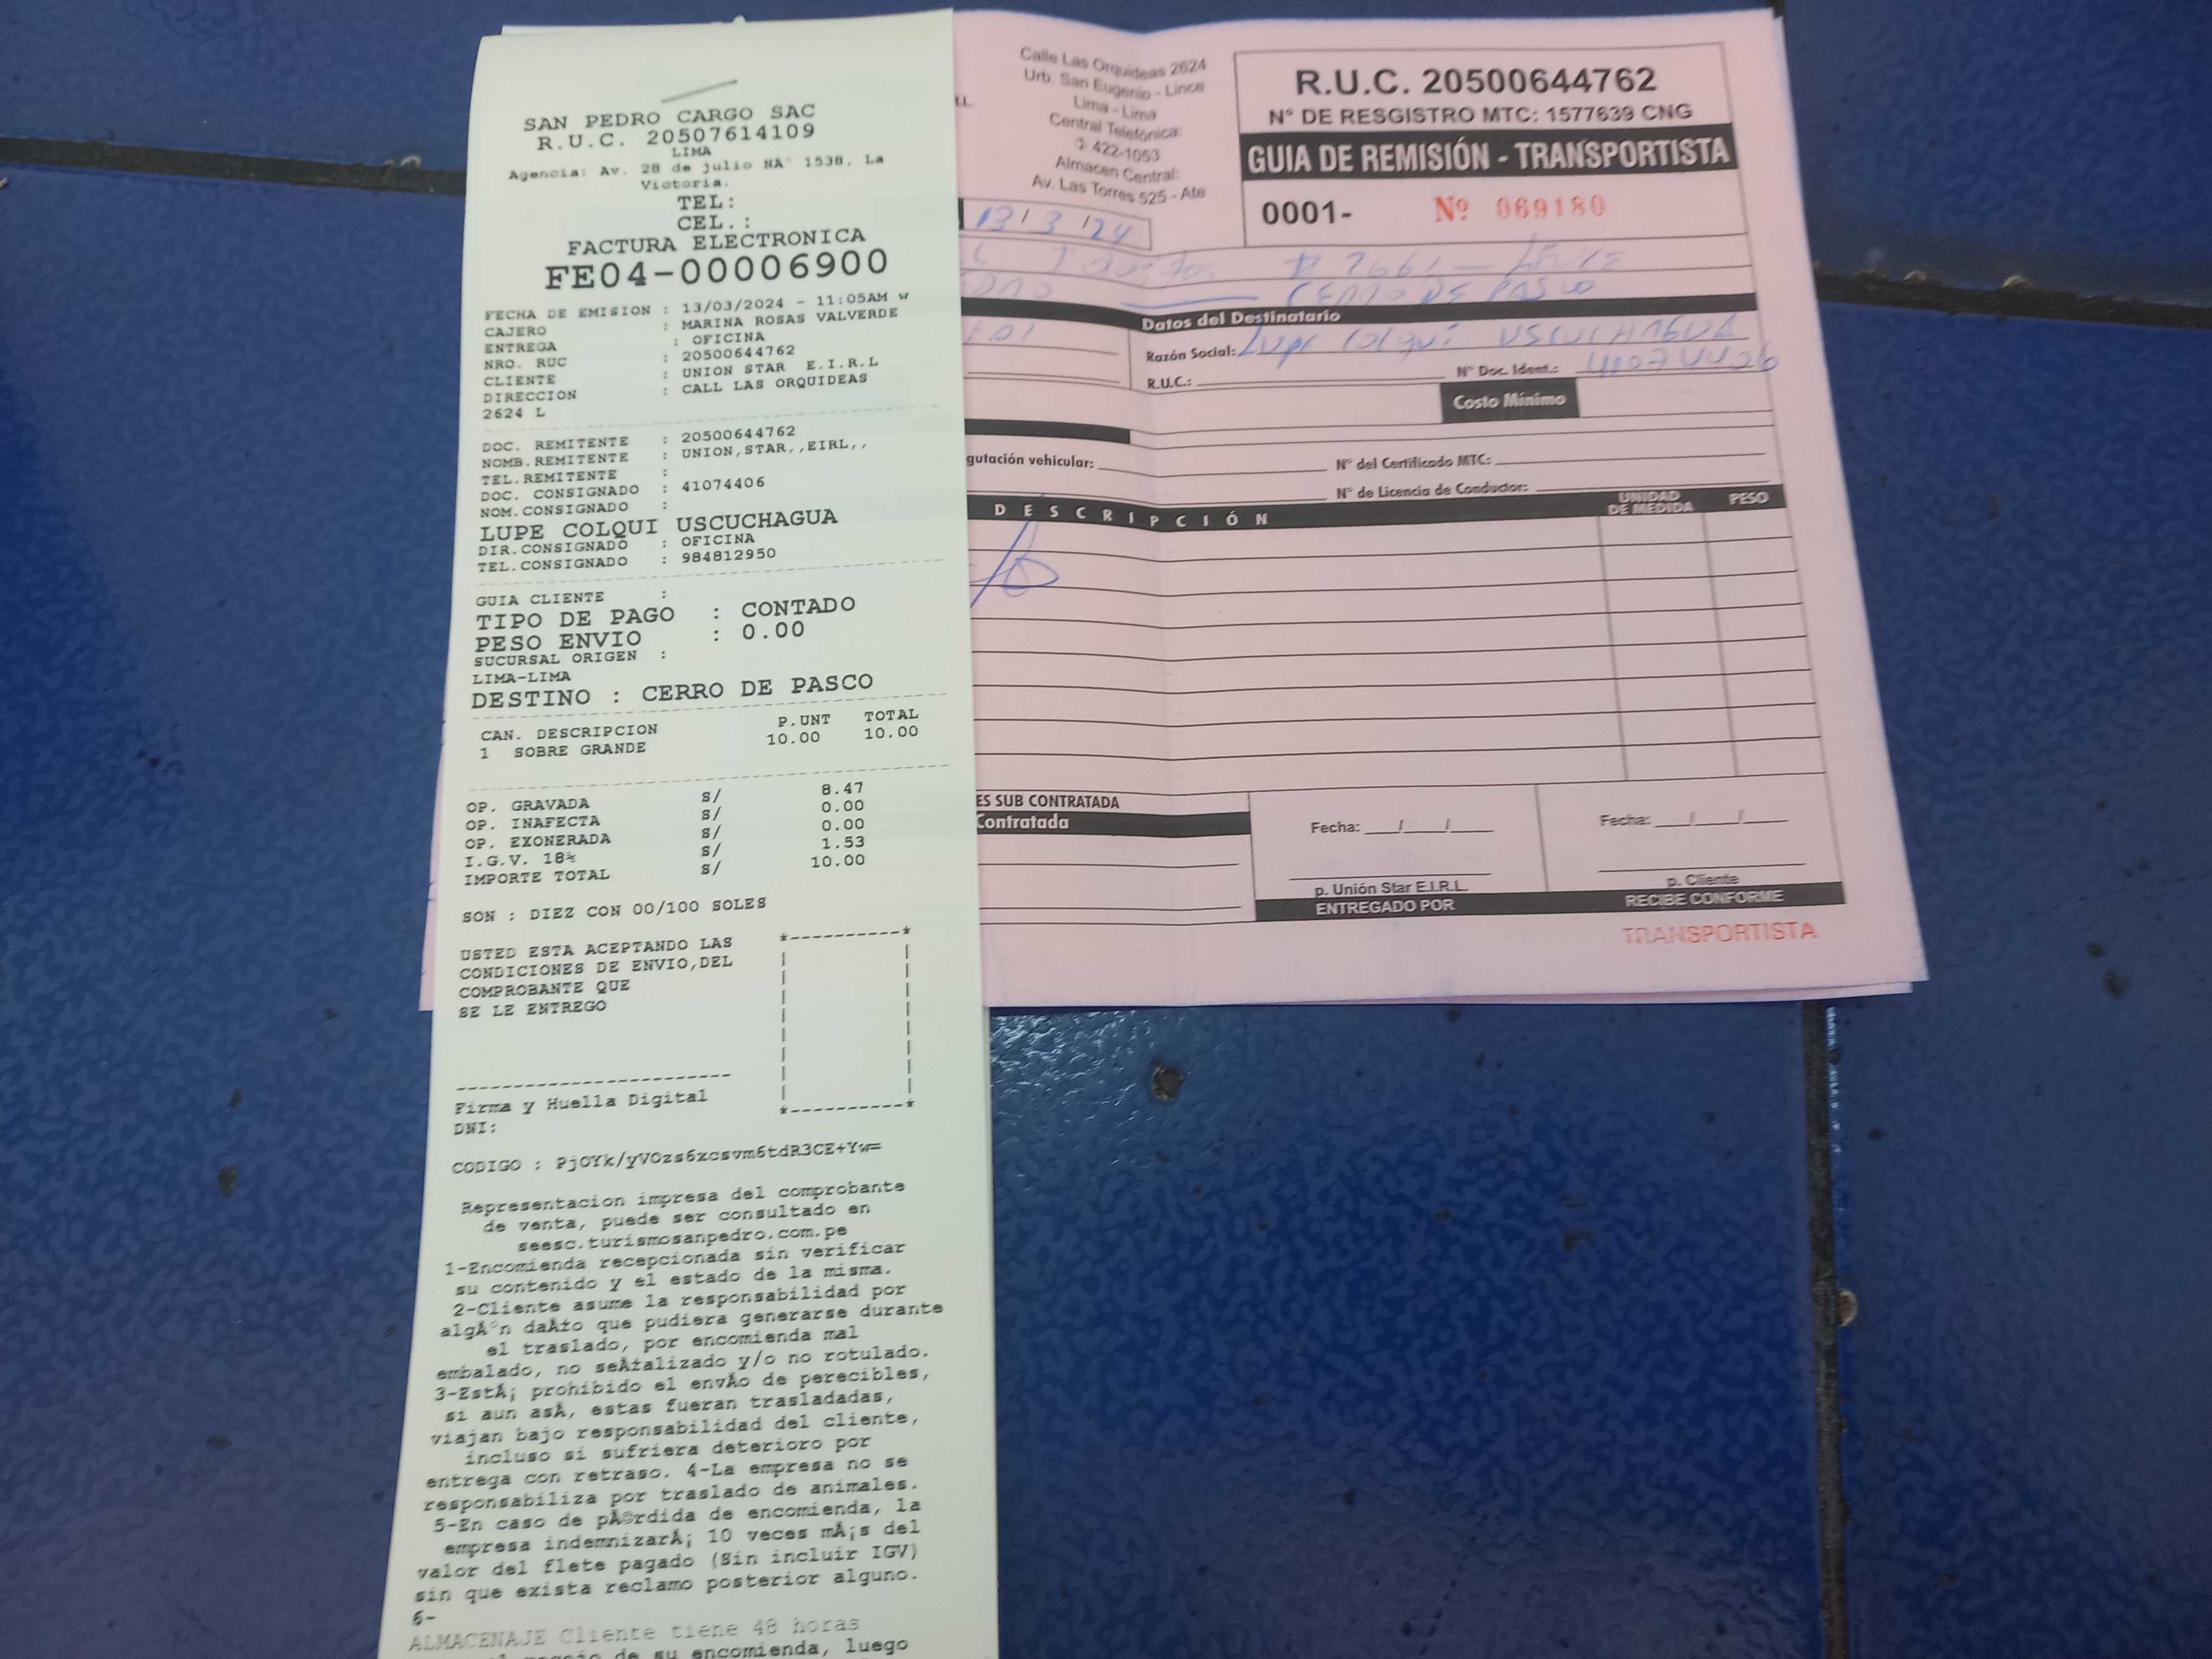 SAN PEDRO CARGO SAC
R.U.C. 20507614109
LIMA
Agencia: Av. 28 de julio NÂ° 1538, La
Victoria.
TEL:
CEL.:
FACTURA ELECTRONICA
FE04-00006900
FECHA DE EMISION : 13/03/2024 - 11:05AM w
CAJERO : MARINA ROSAS VALVERDE
ENTREGA : OFICINA
NRO. RUC : 20500644762
CLIENTE : UNION STAR E.I.R.L
DIRECCION : CALL LAS ORQUIDEAS
2624 L
DOC. REMITENTE : 20500644762
NOMB.REMITENTE : UNION,STAR,,EIRL,,
TEL.REMITENTE :
DOC. CONSIGNADO : 41074406
NOM.CONSIGNADO :
LUPE COLQUI USCUCHAGUA
DIR.CONSIGNADO : OFICINA
TEL.CONSIGNADO : 984812950
GUIA CLIENTE :
TIPO DE PAGO : CONTADO
PESO ENVIO : 0.00
SUCURSAL ORIGEN :
LIMA-LIMA
DESTINO : CERRO DE PASCO
CAN. DESCRIPCION P.UNT TOTAL
1 SOBRE GRANDE 10.00 10.00
OP. GRAVADA S/ 8.47
OP. INAFECTA S/ 0.00
OP. EXONERADA S/ 0.00
I.G.V. 18% S/ 1.53
IMPORTE TOTAL S/ 10.00
SON : DIEZ CON 00/100 SOLES
USTED ESTA ACEPTANDO LAS
CONDICIONES DE ENVIO,DEL
COMPROBANTE QUE
SE LE ENTREGO
Firma y Huella Digital
DNI:
CODIGO :
Representacion impresa del comprobante
de venta, puede ser consultado en
seesc.turismosanpedro.com.pe
1-Encomienda recepcionada sin verificar
su contenido y el estado de la misma.
2-Cliente asume la responsabilidad por
que pudiera generarse durante
el traslado, por encomienda mal
embalado, no y/o no rotulado.
3-EstÃ¡ prohibido el de perecibles,
si aun estas fueran trasladadas,
viajan bajo responsabilidad del cliente,
incluso si sufriera deterioro por
entrega con retraso. 4-La empresa no se
responsabiliza por traslado de animales.
5-En caso de pÃ©rdida de encomienda, la
empresa indemnizarÃ¡ 10 veces mÃ¡s del
valor del flete pagado (Sin incluir IGV)
sin que exista reclamo posterior alguno.
6-
ALMACENAJE Cliente tiene 48 horas
de su encomienda, luego
Calle Las Orquideas 2624
Urb. San Eugenio - Lince
Lima - Lima
Central Telefónica:
422-1053
Almacen Central:
Av. Las Torres 525 - Ate
R.U.C. 20500644762
N° DE RESGISTRO MTC: 1577639 CNG
GUIA DE REMISIÓN - TRANSPORTISTA
0001- Nº 069180
13/ 3 /24
CERRO DE PASCO
Datos del Destinatario
Razón Social: Lupe Colqui USCUCHAGUA
R.U.C.: N° Doc. Ident.:
Costo Mínimo
gutación vehicular: N° del Certificado MTC:
N° de Licencia de Conductor:
DESCRIPCIÓN UNIDAD DE MEDIDA PESO
ES SUB CONTRATADA
Contratada
Fecha: __/__/__ Fecha: __/__/__
p. Unión Star E.I.R.L. p. Cliente
ENTREGADO POR RECIBE CONFORME
TRANSPORTISTA